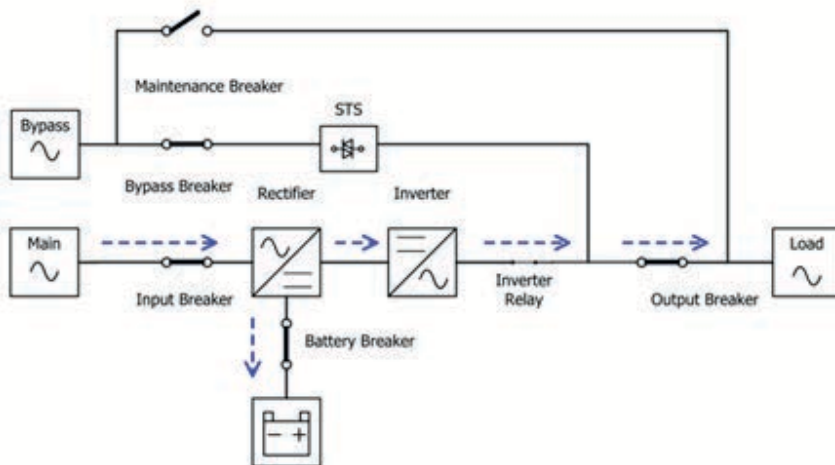 Maintenance Breaker
STS
Bypass
Bypass Breaker
Rectifier
Inverter
Main
Load
Input Breaker
Inverter
Relay
Output Breaker
Battery Breaker
- +